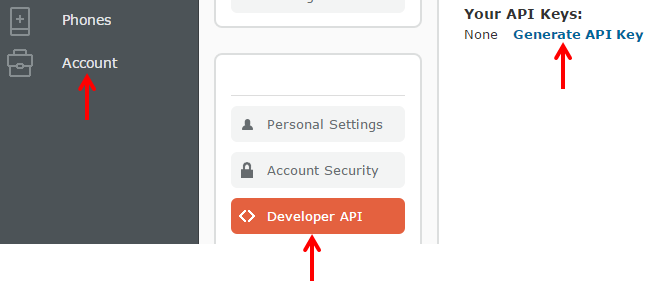 Phones
Account
Personal Settings
Account Security
Developer API
Your API Keys:
None Generate API Key